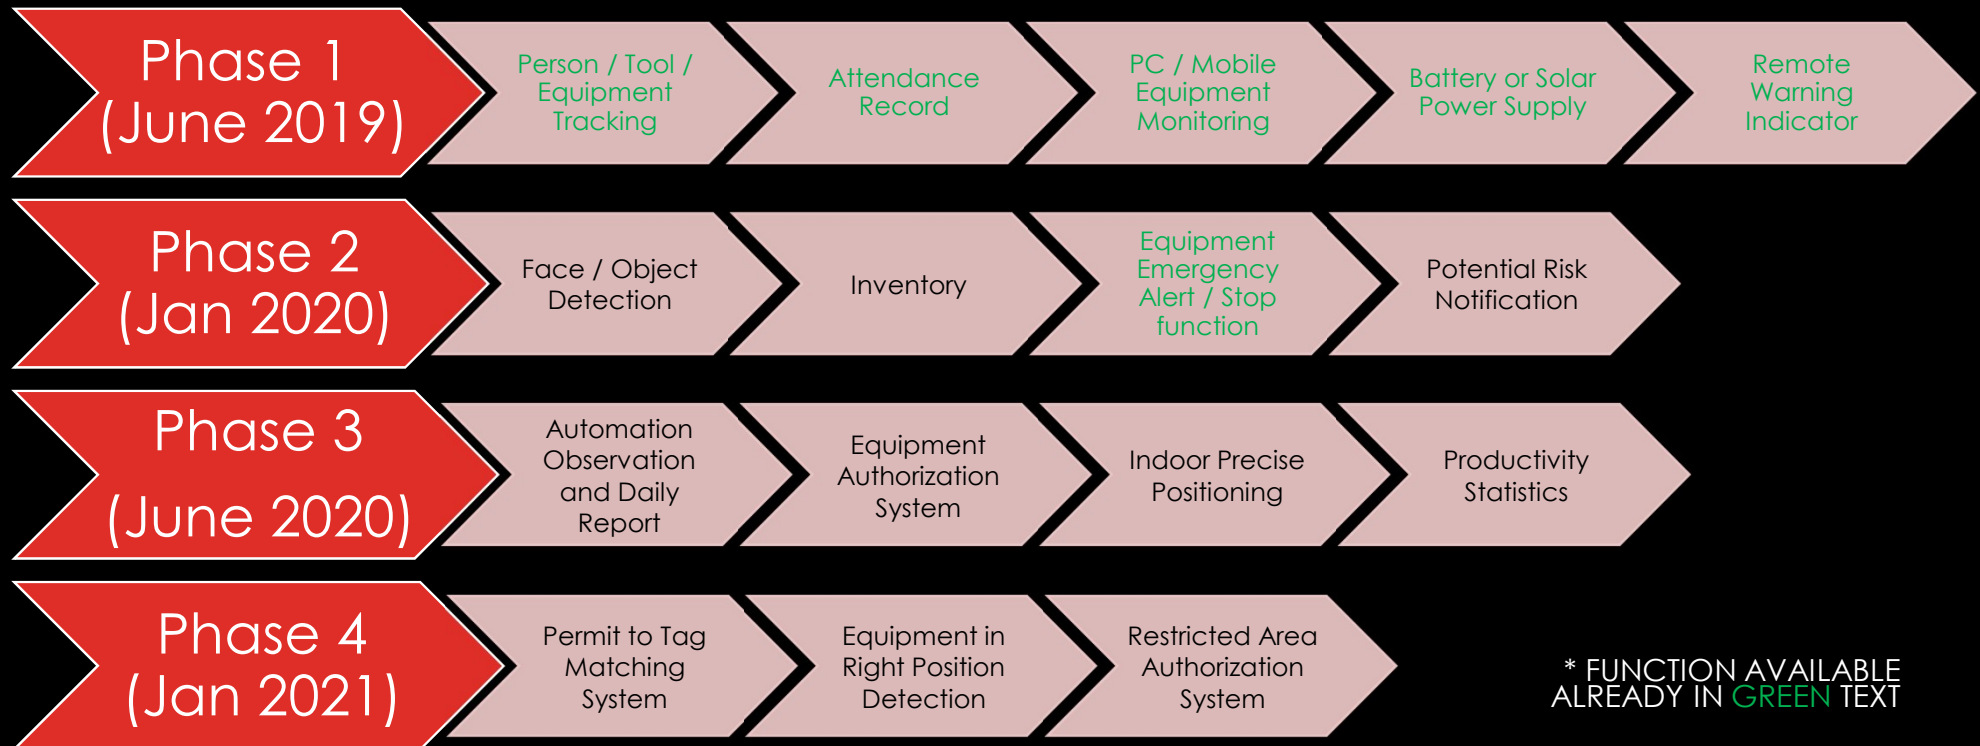 Phase 1
(June 2019)
Person / Tool /
Equipment
Tracking
Attendance
Record
PC / Mobile
Equipment
Monitoring
Battery or Solar
Power Supply
Remote
Warning
Indicator
Phase 2
(Jan 2020)
Face / Object
Detection
Inventory
Equipment
Emergency
Alert / Stop
function
Potential Risk
Notification
Phase 3
(June 2020)
Automation
Observation
and Daily
Report
Equipment
Authorization
System
Indoor Precise
Positioning
Productivity
Statistics
Phase 4
(Jan 2021)
Permit to Tag
Matching
System
Equipment in
Right Position
Detection
Restricted Area
Authorization
System
* FUNCTION AVAILABLE
ALREADY IN GREEN TEXT